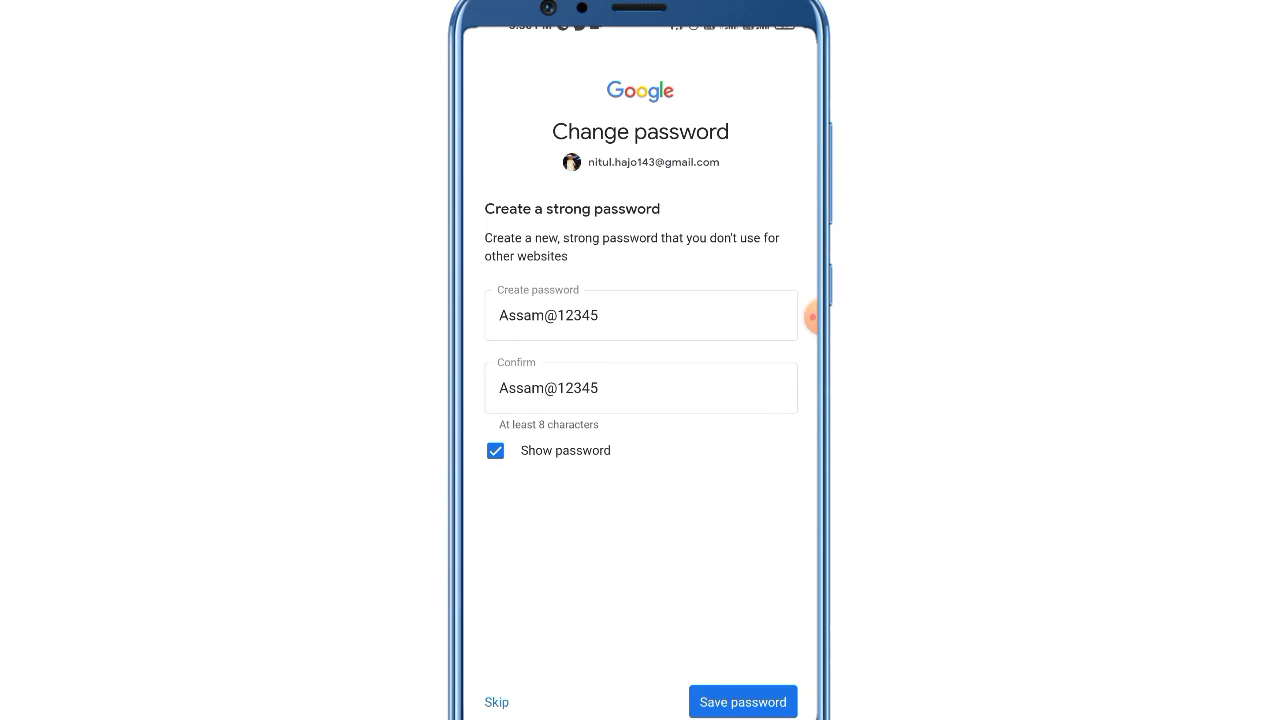 Google
Change password
nitul.hajo143@gmail.com
Create a strong password
Create a new, strong password that you don't use for
other websites
Create password
Assam@12345
Confirm
Assam@12345
At least 8 characters
Show password
Skip
Save password